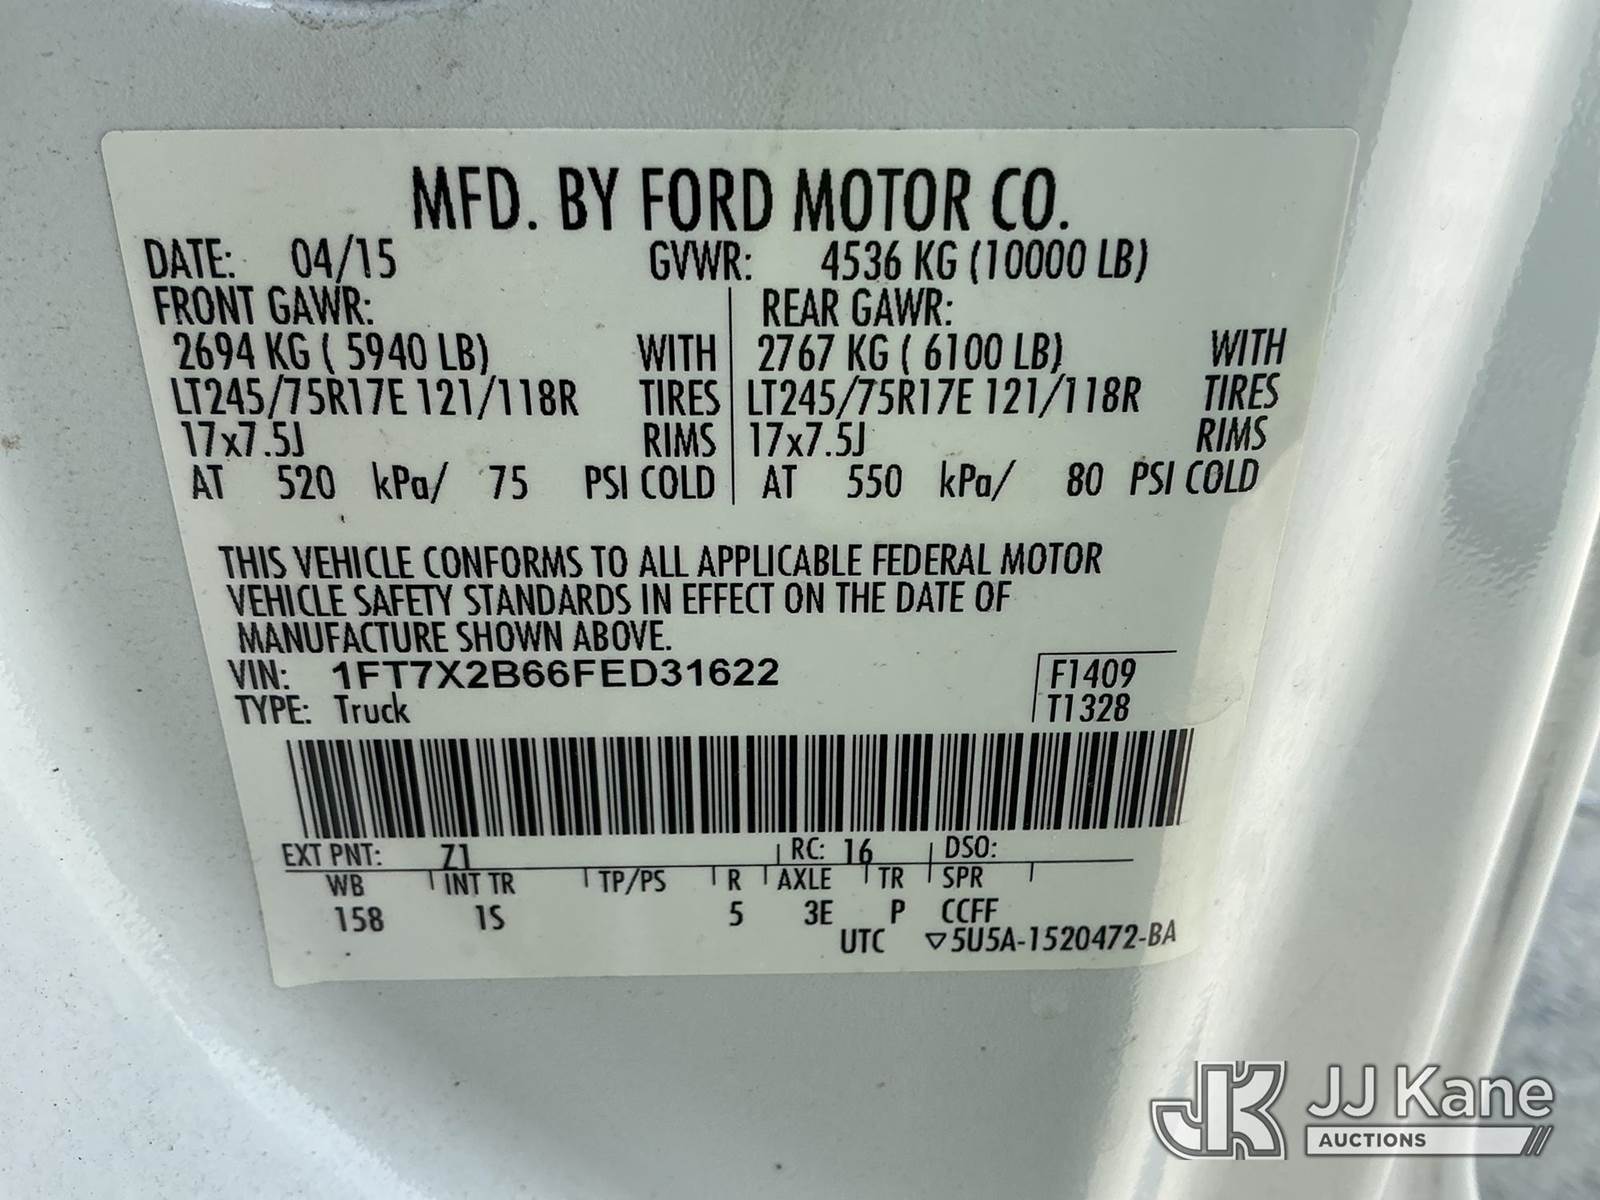 MFD. BY FORD MOTOR CO.
DATE: 04/15 GVWR: 4536 KG (10000 LB)
FRONT GAWR: REAR GAWR:
2694 KG ( 5940 LB) WITH 2767 KG ( 6100 LB) WITH
LT245/75R17E 121/118R TIRES LT245/75R17E 121/118R TIRES
17x7.5J RIMS 17x7.5J RIMS
AT 520 kPa/ 75 PSI COLD AT 550 kPa/ 80 PSI COLD
THIS VEHICLE CONFORMS TO ALL APPLICABLE FEDERAL MOTOR
VEHICLE SAFETY STANDARDS IN EFFECT ON THE DATE OF
MANUFACTURE SHOWN ABOVE.
VIN: 1FT7X2B66FED31622 F1409
TYPE: Truck T1328
EXT PNT: Z1 RC: 16 DSO:
WB INT TR TP/PS R AXLE TR SPR
158 1S 5 3E P CCFF
UTC ▽5U5A-1520472-BA
JK JJ Kane
AUCTIONS